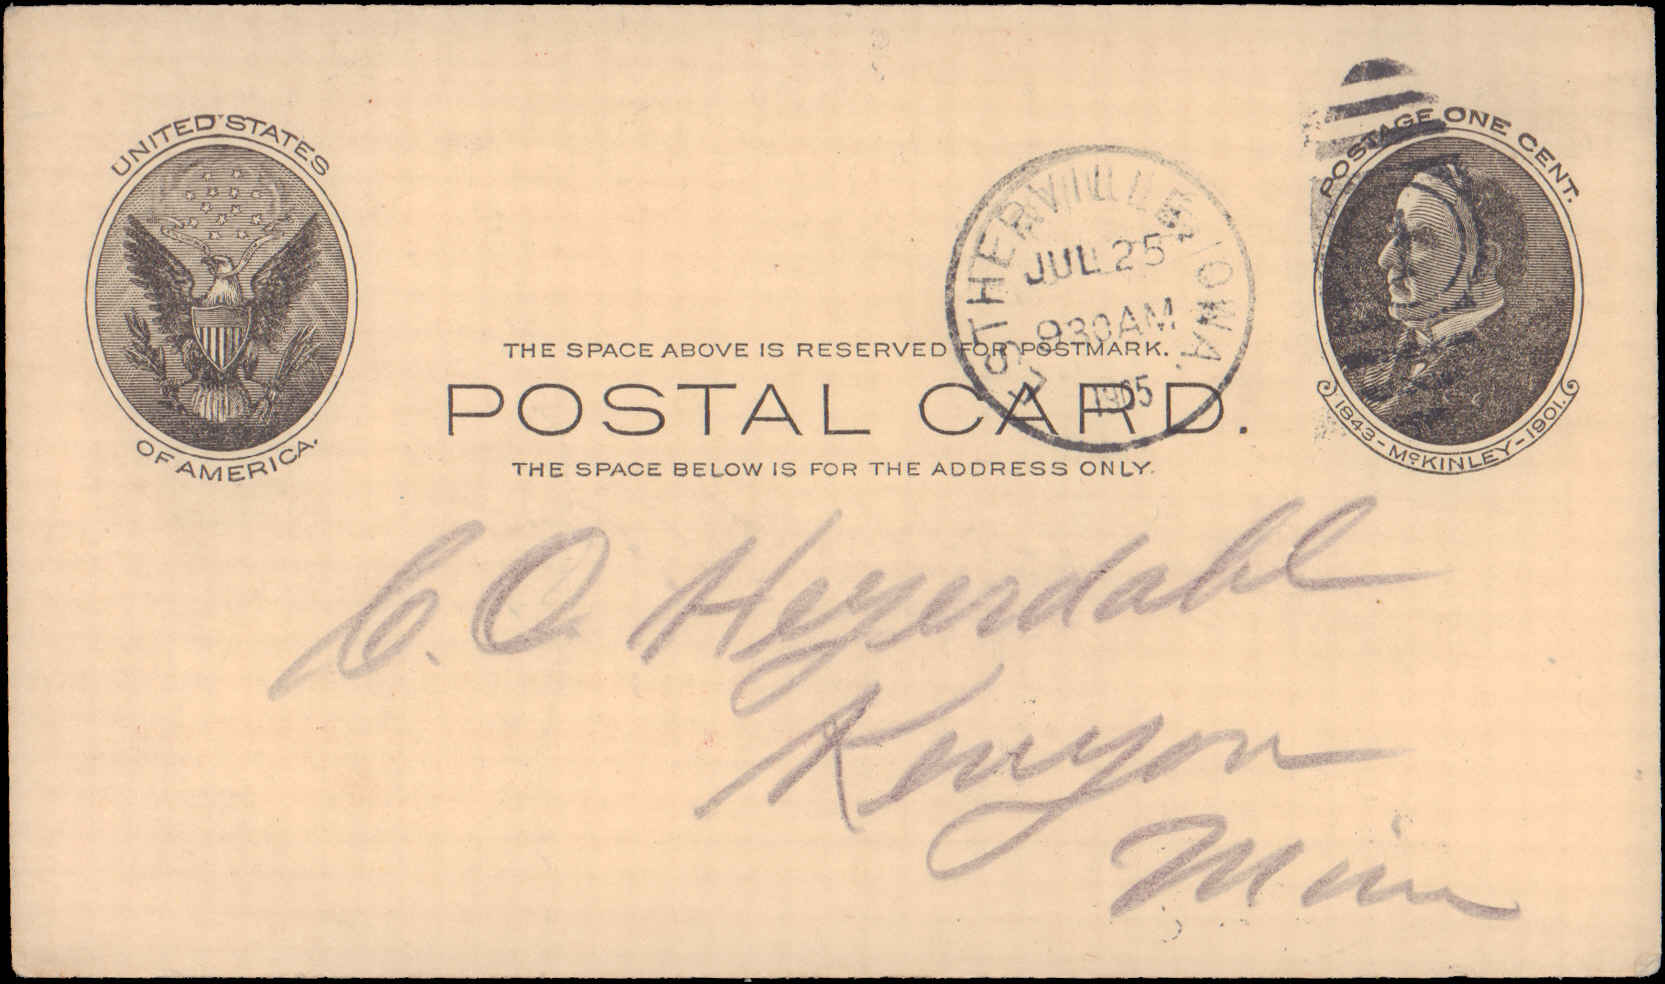 UNITED STATES
OF AMERICA.
ESTHERVILLE, IOWA.
JUL 25
930AM
1905
POSTAGE ONE CENT.
1843-McKINLEY-1901.
THE SPACE ABOVE IS RESERVED FOR POSTMARK.
POSTAL CARD.
THE SPACE BELOW IS FOR THE ADDRESS ONLY.
C. O. Heyerdahl
Kenyon
Minn